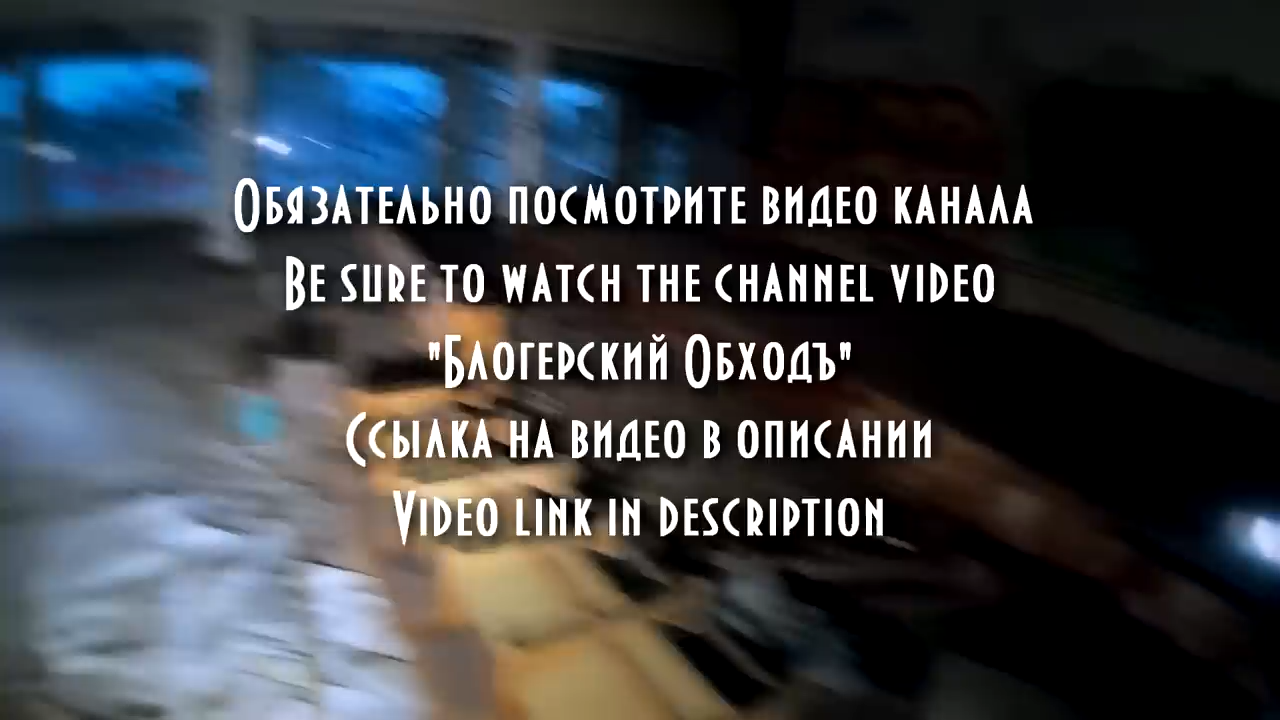 Обязательно посмотрите видео канала
Be sure to watch the channel video
"Блогерский Обходъ"
Ссылка на видео в описании
Video link in description